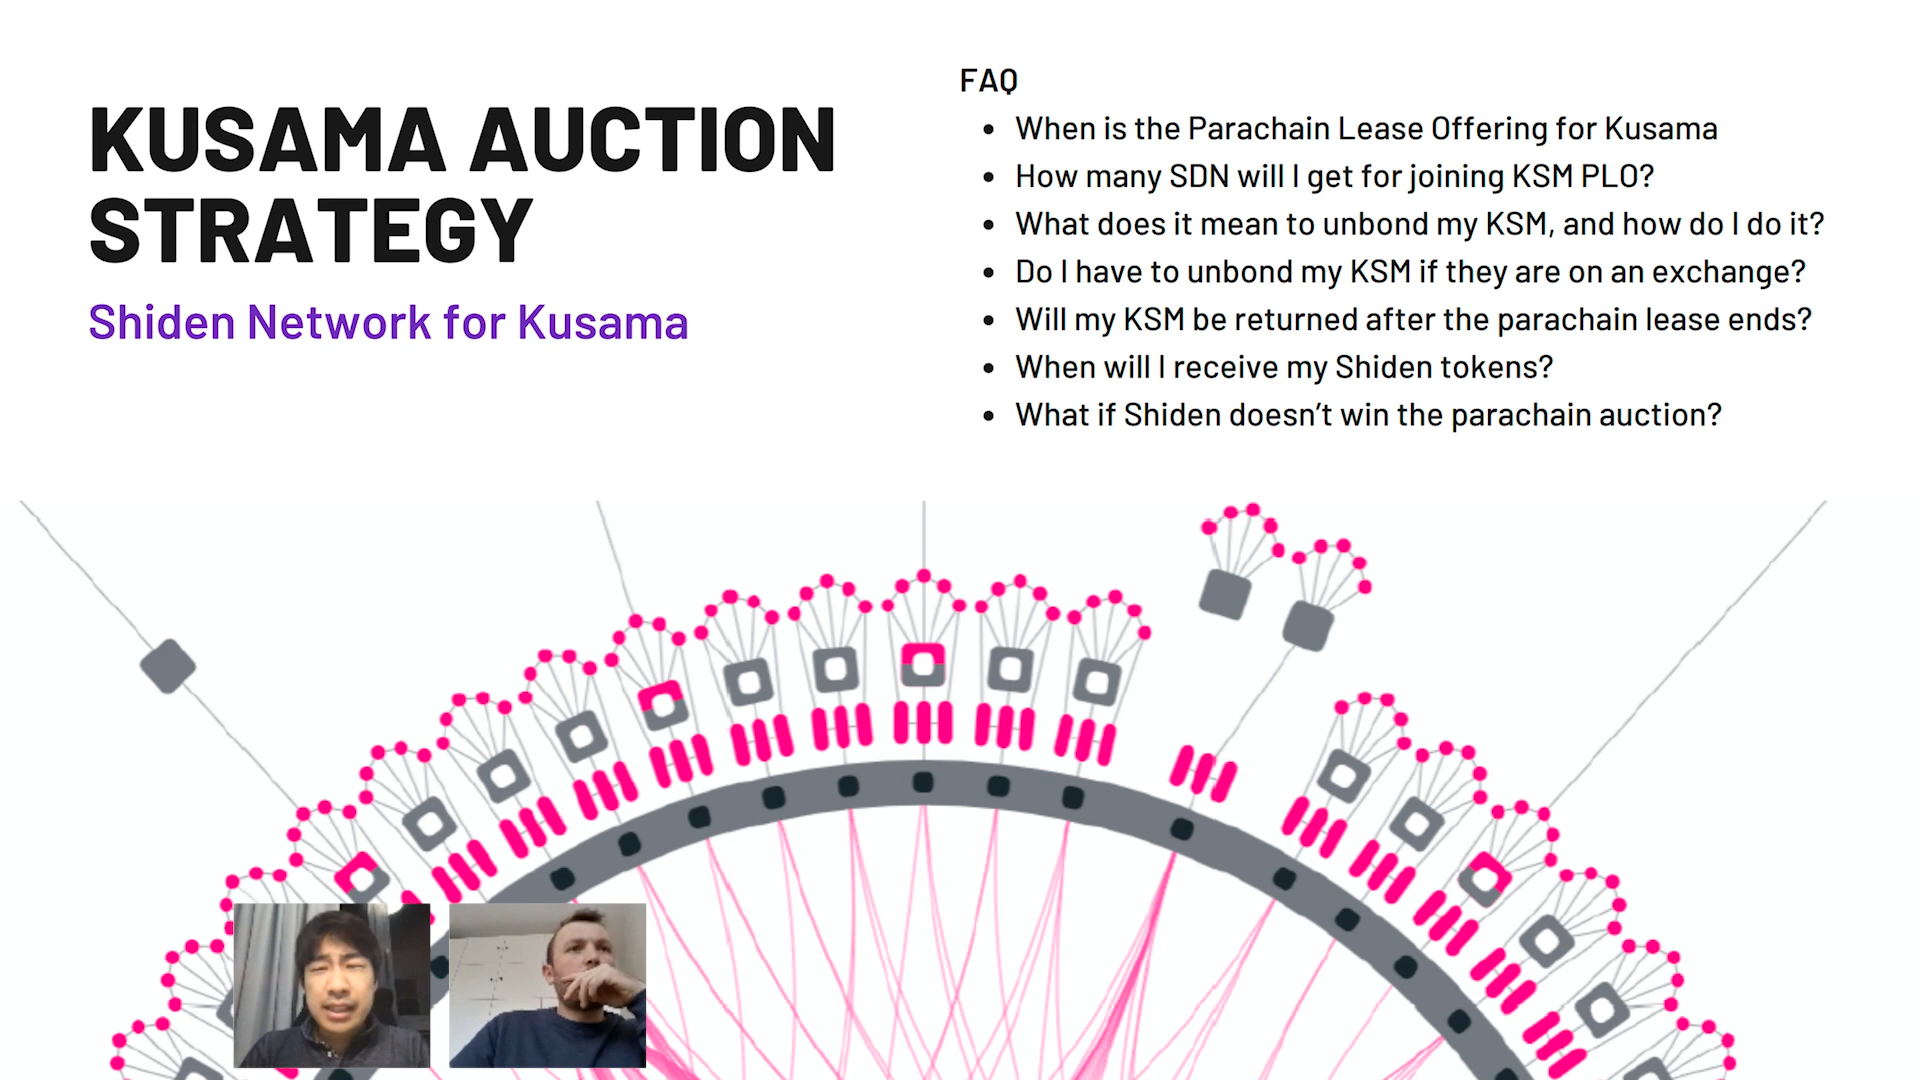 KUSAMA AUCTION
STRATEGY
Shiden Network for Kusama
FAQ
• When is the Parachain Lease Offering for Kusama
• How many SDN will I get for joining KSM PLO?
• What does it mean to unbond my KSM, and how do I do it?
• Do I have to unbond my KSM if they are on an exchange?
• Will my KSM be returned after the parachain lease ends?
• When will I receive my Shiden tokens?
• What if Shiden doesn’t win the parachain auction?